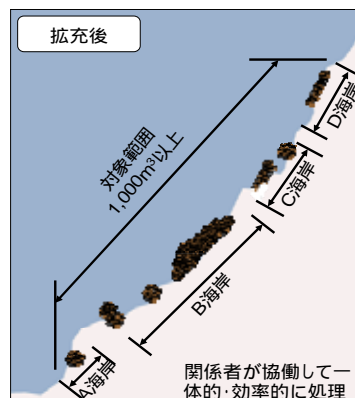 拡充後
対象範囲
1,000m³以上
D海岸
C海岸
B海岸
A海岸
関係者が協働して一
体的・効率的に処理